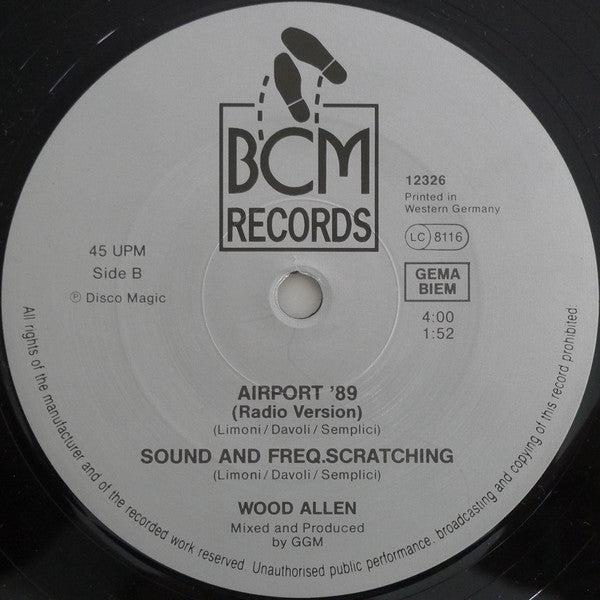 BCM
RECORDS
12326
Printed in
Western Germany
LC 8116
GEMA
BIEM
4:00
1:52
45 UPM
Side B
℗ Disco Magic
AIRPORT '89
(Radio Version)
(Limoni/Davoli/Semplici)
SOUND AND FREQ.SCRATCHING
(Limoni/Davoli/Semplici)
WOOD ALLEN
Mixed and Produced
by GGM
All rights of the manufacturer and of the recorded work reserved. Unauthorised public performance. broadcasting and copying of this record prohibited.